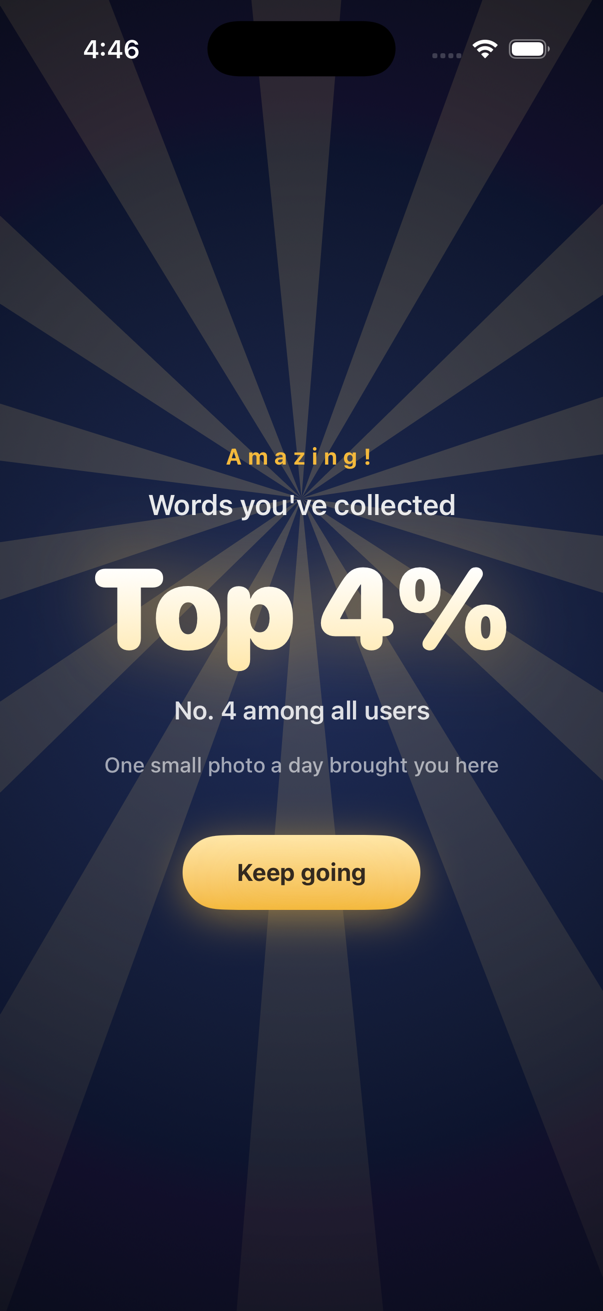 4:46
Amazing!
Words you've collected
Top 4%
No. 4 among all users
One small photo a day brought you here
Keep going